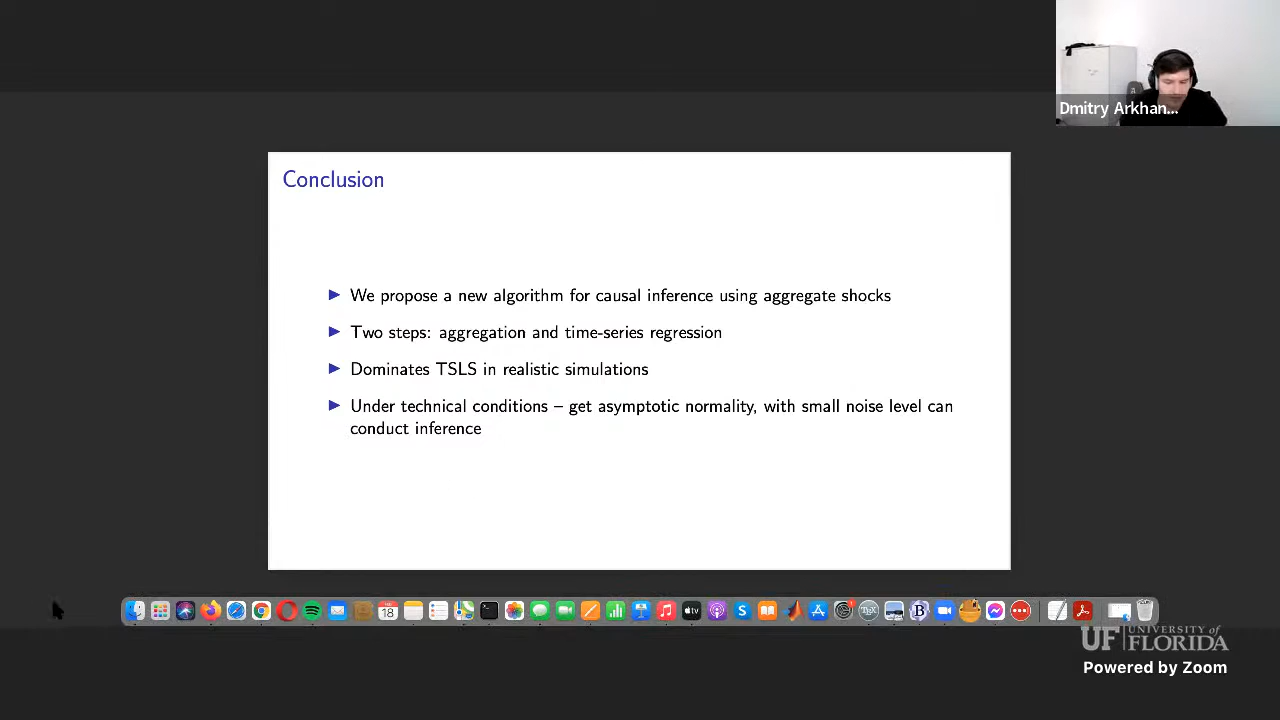 Dmitry Arkhan...
Conclusion
We propose a new algorithm for causal inference using aggregate shocks
Two steps: aggregation and time-series regression
Dominates TSLS in realistic simulations
Under technical conditions – get asymptotic normality, with small noise level can
conduct inference
18
UF UNIVERSITY of
FLORIDA
Powered by Zoom